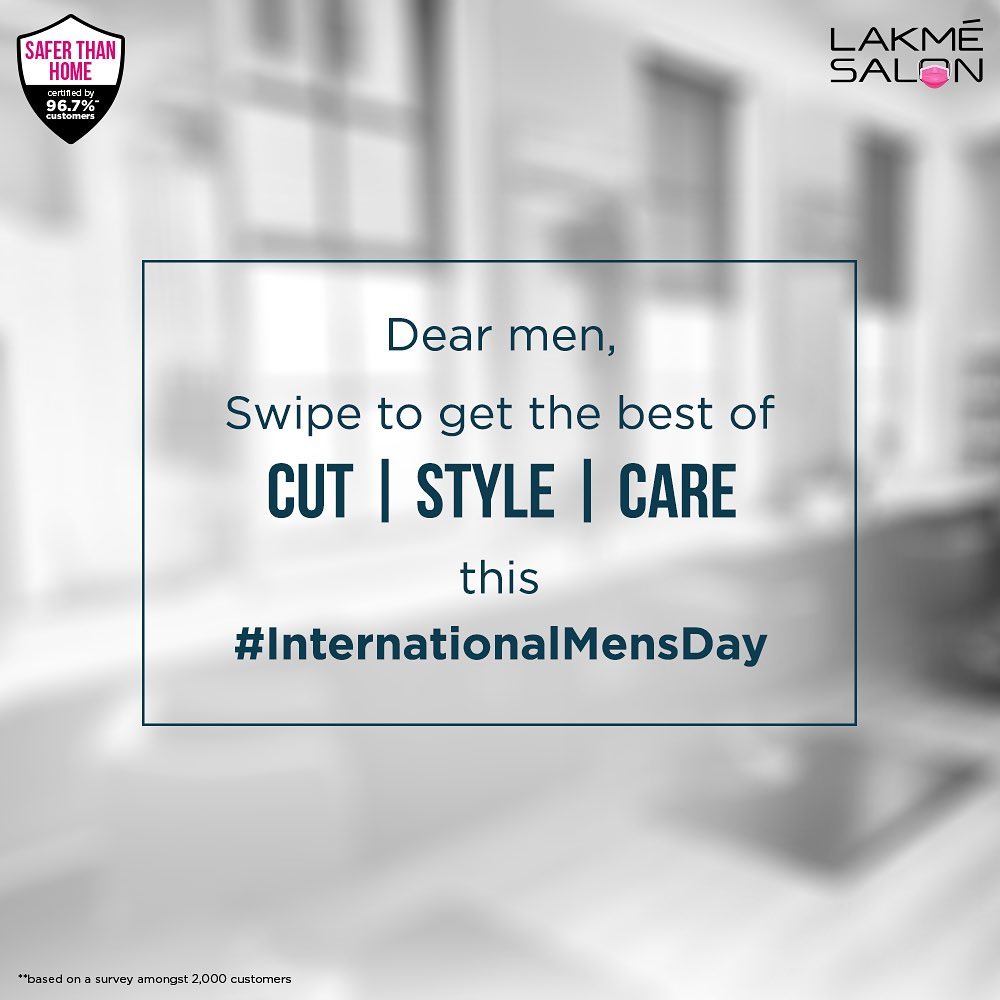 SAFER THAN
HOME
certified by
96.7%**
customers
LAKMÉ
SALON
Dear men,
Swipe to get the best of
CUT | STYLE | CARE
this
#InternationalMensDay
**based on a survey amongst 2,000 customers